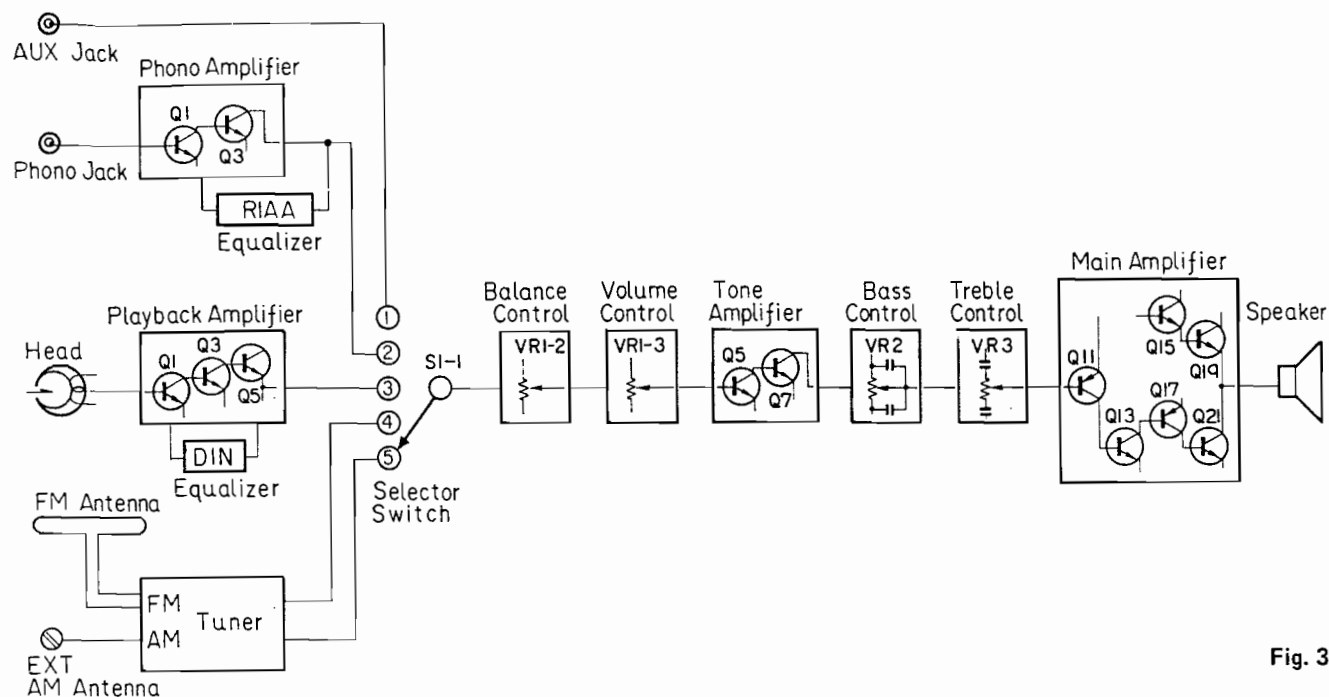 AUX Jack
Phono Amplifier
Q1
Q3
Phono Jack
RIAA
Equalizer
Playback Amplifier
Head
Q1
Q3
Q5
DIN
Equalizer
FM Antenna
FM
AM
Tuner
EXT
AM Antenna
1
2
3
4
5
S1-1
Selector
Switch
Balance
Control
VR1-2
Volume
Control
VR1-3
Tone
Amplifier
Q5
Q7
Bass
Control
VR2
Treble
Control
VR3
Main Amplifier
Q11
Q13
Q15
Q17
Q19
Q21
Speaker
Fig. 3